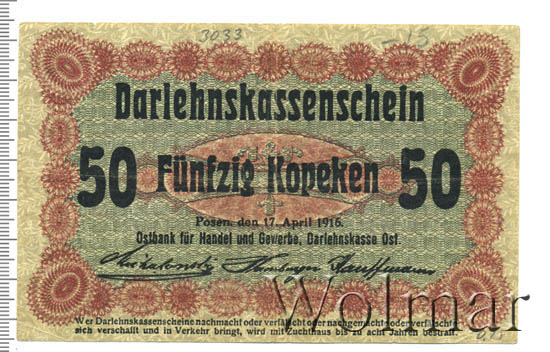 3033
-15
Darlehnskassenschein
50 Fünfzig Kopeken 50
Posen, den 17. April 1916.
Ostbank für Handel und Gewerbe, Darlehnskasse Ost.
Kauffmann
Wer Darlehnskassenscheine nachmacht oder verfälscht oder nachgemachte oder verfälschte
sich verschafft und in Verkehr bringt, wird mit Zuchthaus bis zu acht Jahren bestraft.
Wolmar